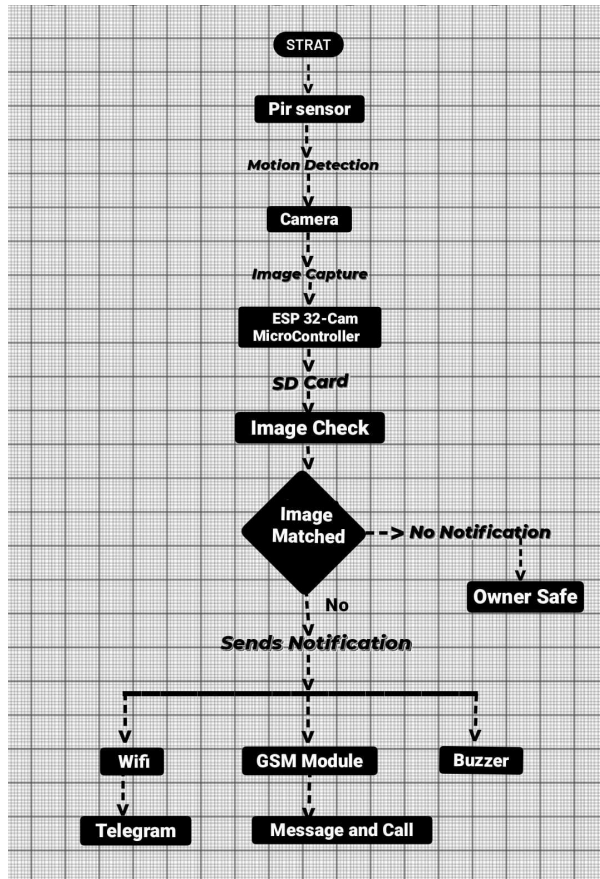 STRAT
Pir sensor
Motion Detection
Camera
Image Capture
ESP 32-Cam
MicroController
SD Card
Image Check
Image
Matched
No Notification
Owner Safe
No
Sends Notification
Wifi
GSM Module
Buzzer
Telegram
Message and Call